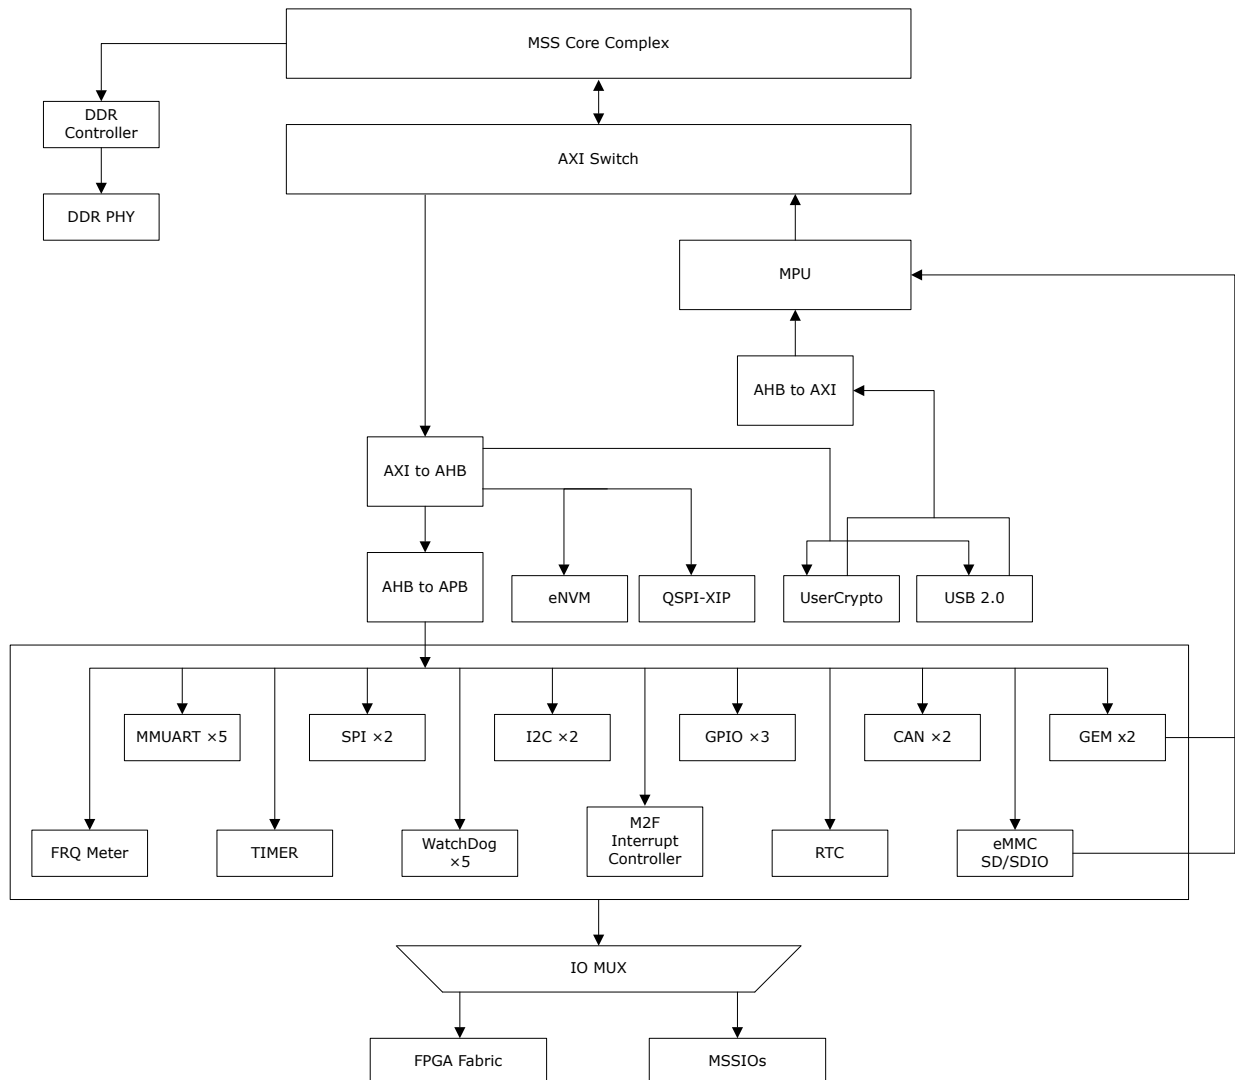 MSS Core Complex
DDR
Controller
AXI Switch
DDR PHY
MPU
AHB to AXI
AXI to AHB
AHB to APB
eNVM
QSPI-XIP
UserCrypto
USB 2.0
MMUART ×5
SPI ×2
I2C ×2
GPIO ×3
CAN ×2
GEM x2
FRQ Meter
TIMER
WatchDog
×5
M2F
Interrupt
Controller
RTC
eMMC
SD/SDIO
IO MUX
FPGA Fabric
MSSIOs